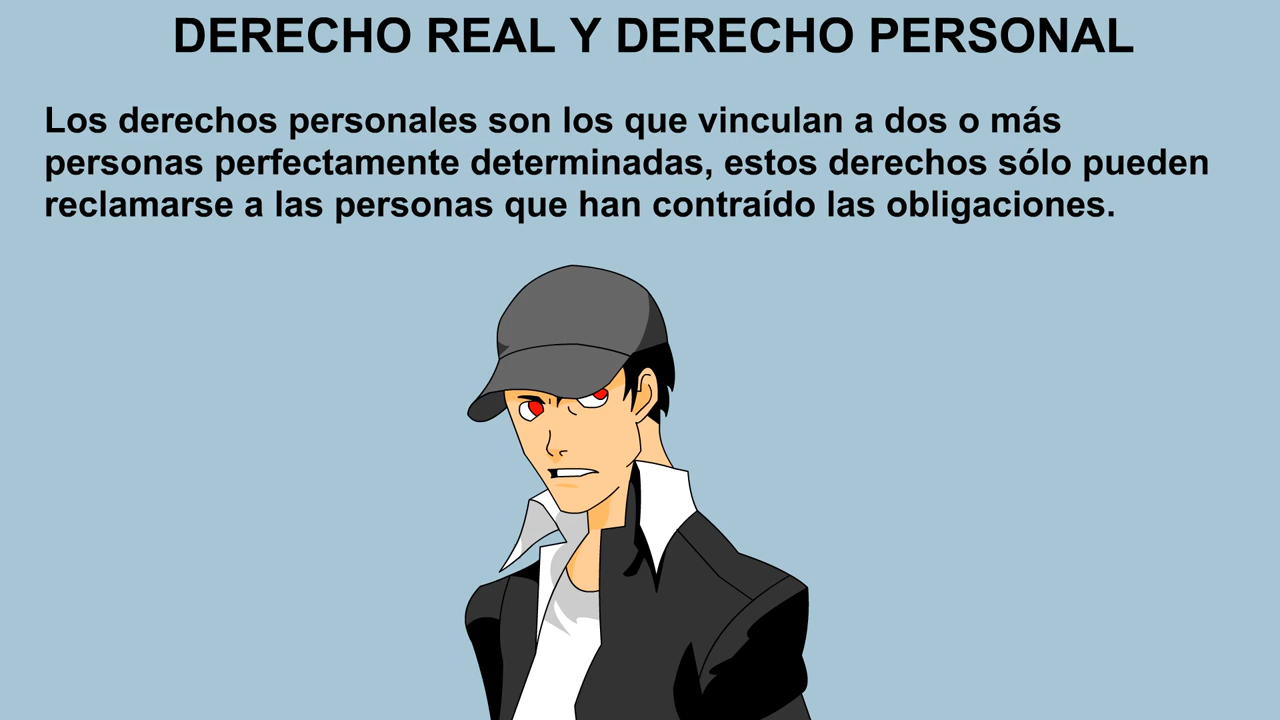 DERECHO REAL Y DERECHO PERSONAL
Los derechos personales son los que vinculan a dos o más
personas perfectamente determinadas, estos derechos sólo pueden
reclamarse a las personas que han contraído las obligaciones.